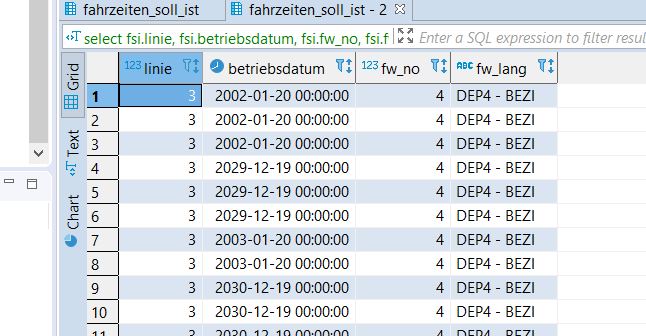 fahrzeiten_soll_ist fahrzeiten_soll_ist - 2
select fsi.linie, fsi.betriebsdatum, fsi.fw_no, fsi.f Enter a SQL expression to filter resul
Grid
Text
Chart
123 linie betriebsdatum 123 fw_no ABC fw_lang
1 3 2002-01-20 00:00:00 4 DEP4 - BEZI
2 3 2002-01-20 00:00:00 4 DEP4 - BEZI
3 3 2002-01-20 00:00:00 4 DEP4 - BEZI
4 3 2029-12-19 00:00:00 4 DEP4 - BEZI
5 3 2029-12-19 00:00:00 4 DEP4 - BEZI
6 3 2029-12-19 00:00:00 4 DEP4 - BEZI
7 3 2003-01-20 00:00:00 4 DEP4 - BEZI
8 3 2003-01-20 00:00:00 4 DEP4 - BEZI
9 3 2030-12-19 00:00:00 4 DEP4 - BEZI
10 3 2030-12-19 00:00:00 4 DEP4 - BEZI
11 3 2030-12-19 00:00:00 4 DEP4 - BEZI